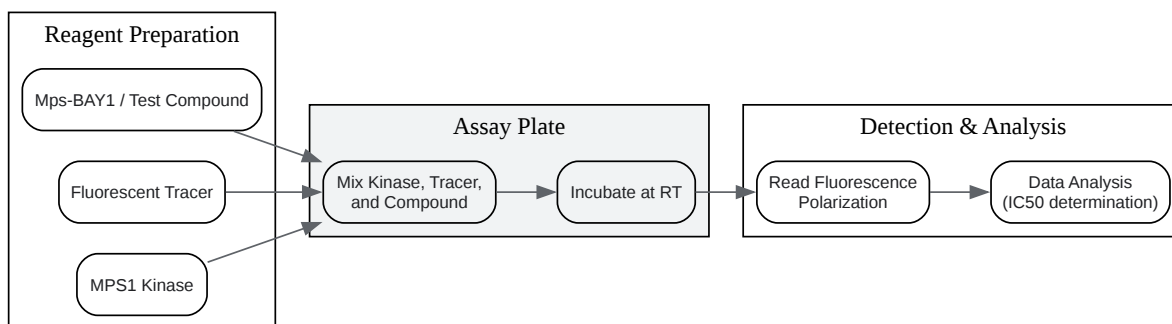 Reagent Preparation
Mps-BAY1 / Test Compound
Fluorescent Tracer
MPS1 Kinase
Assay Plate
Mix Kinase, Tracer,
and Compound
Incubate at RT
Detection & Analysis
Read Fluorescence
Polarization
Data Analysis
(IC50 determination)